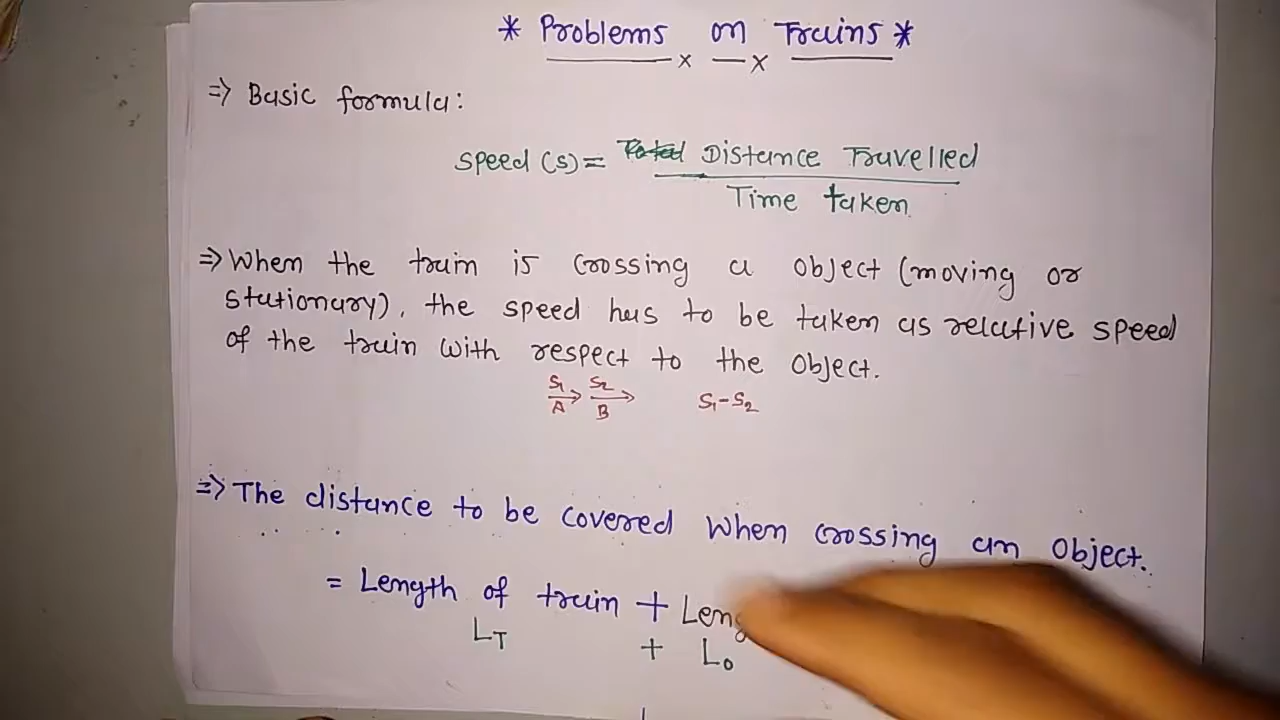 * Problems on Trains *
=> Basic formula:
Speed (s) = Total Distance Travelled
Time taken
=> When the train is crossing a object (moving or
stationary), the speed has to be taken as relative speed
of the train with respect to the object.
S1 S2 S1-S2
A B
=> The distance to be covered when crossing an object.
= Length of train + Leng
LT + Lo